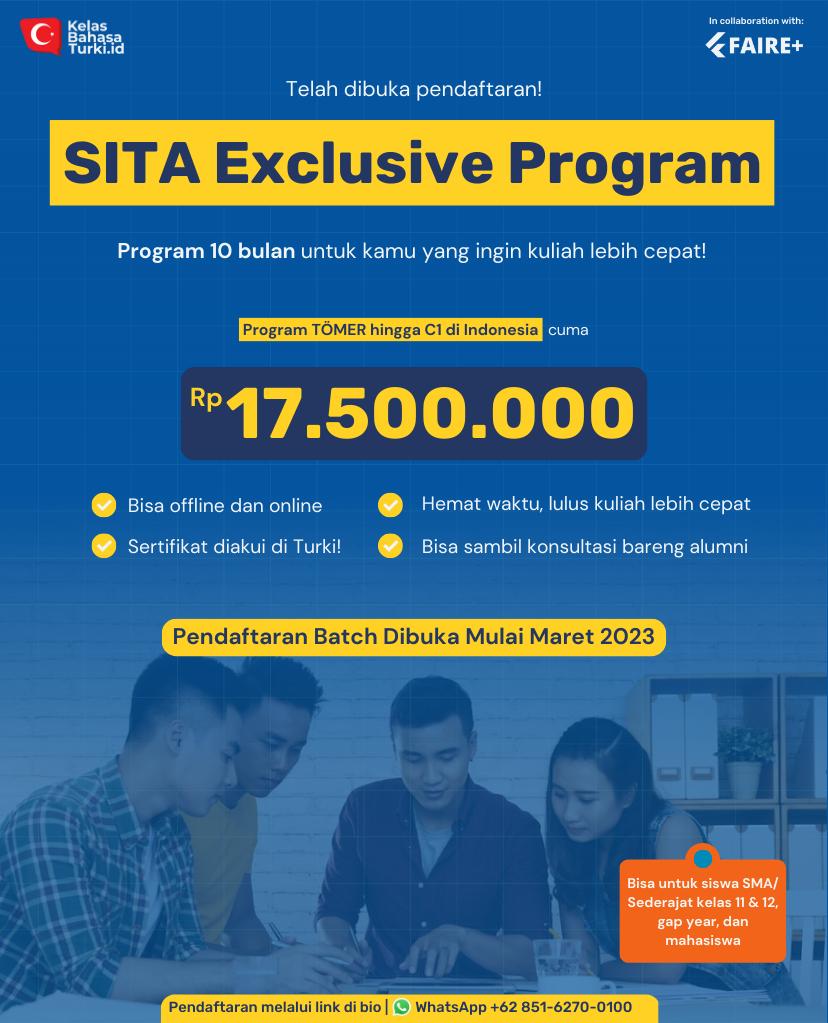 Kelas
Bahasa
Turki.id
In collaboration with:
FAIRE+
Telah dibuka pendaftaran!
SITA Exclusive Program
Program 10 bulan untuk kamu yang ingin kuliah lebih cepat!
Program TÖMER hingga C1 di Indonesia cuma
Rp17.500.000
Bisa offline dan online
Hemat waktu, lulus kuliah lebih cepat
Sertifikat diakui di Turki!
Bisa sambil konsultasi bareng alumni
Pendaftaran Batch Dibuka Mulai Maret 2023
Bisa untuk siswa SMA/
Sederajat kelas 11 & 12,
gap year, dan
mahasiswa
Pendaftaran melalui link di bio | WhatsApp +62 851-6270-0100